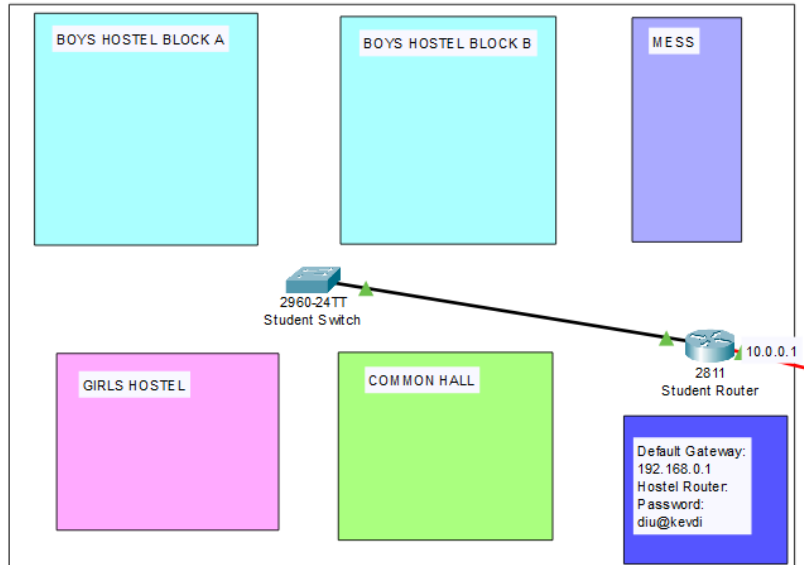 BOYS HOSTEL BLOCK A
BOYS HOSTEL BLOCK B
MESS
2960-24TT
Student Switch
10.0.0.1
2811
Student Router
GIRLS HOSTEL
COMMON HALL
Default Gateway:
192.168.0.1
Hostel Router:
Password:
diu@kevdi